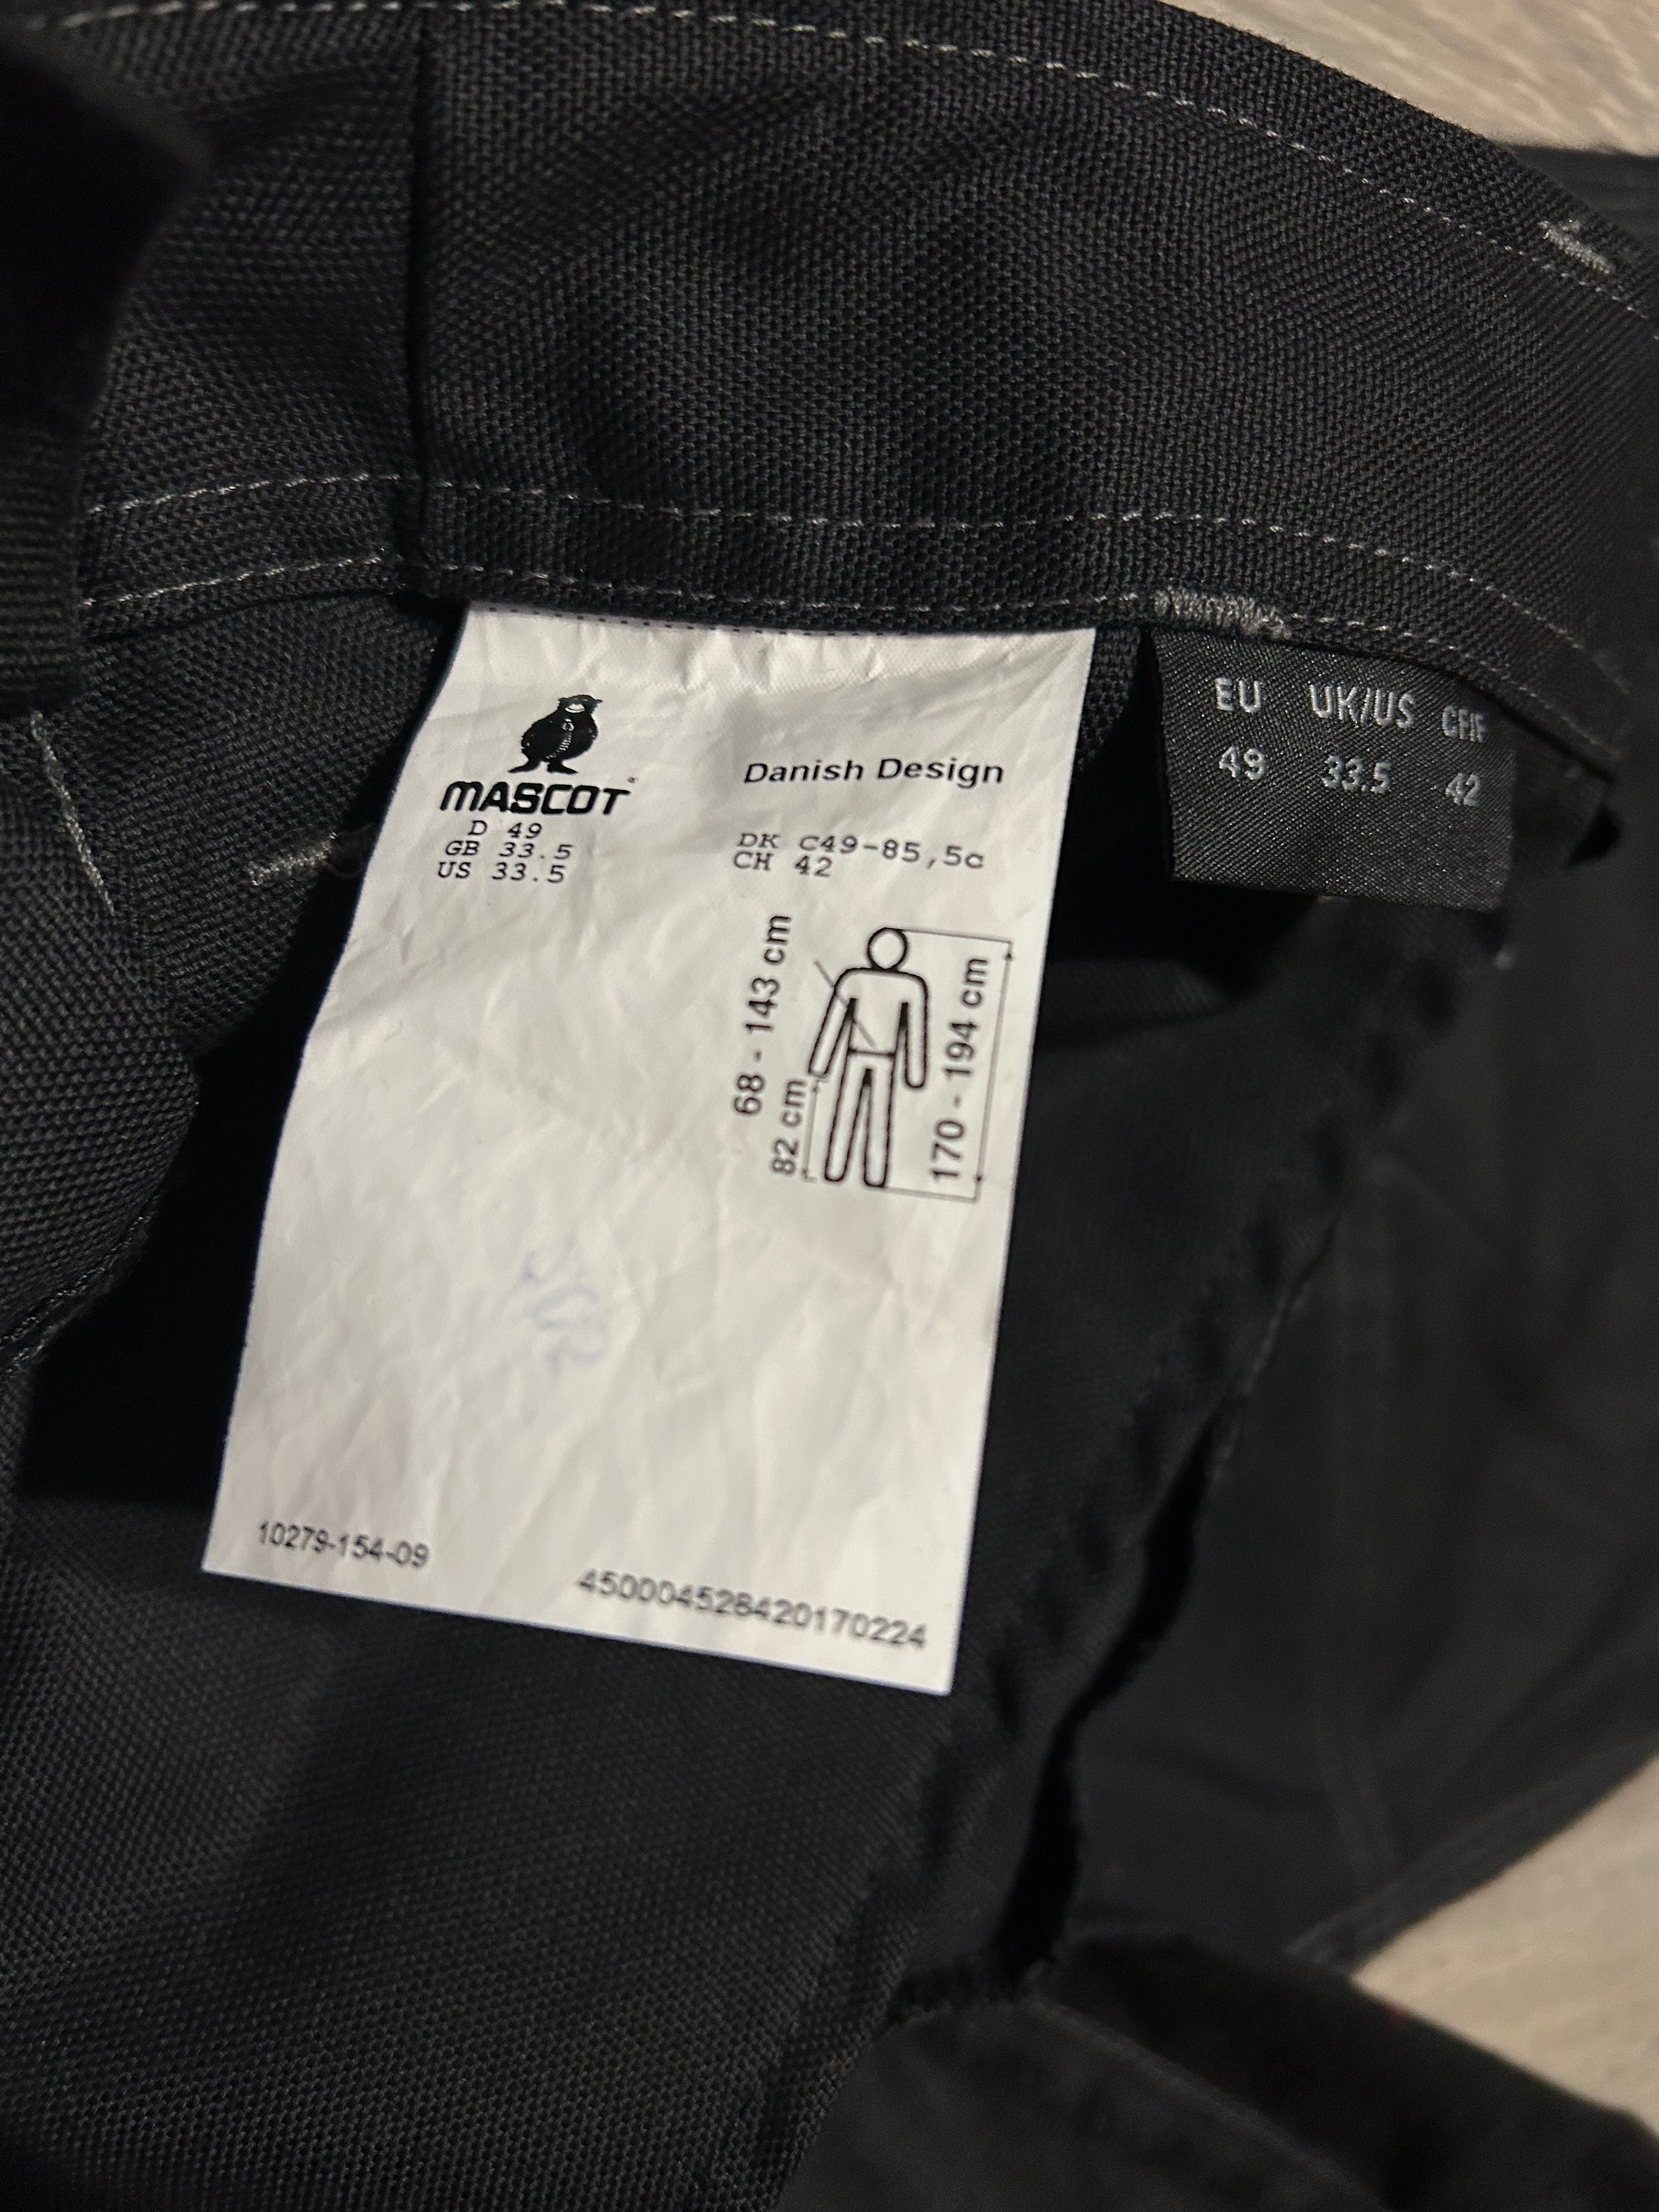 MASCOT®
Danish Design
D 49
GB 33.5
US 33.5
DK C49-85,5c
CH 42
68 - 143 cm
82 cm
170 - 194 cm
10279-154-09
450004528420170224
EU UK/US CF/F
49 33.5 42